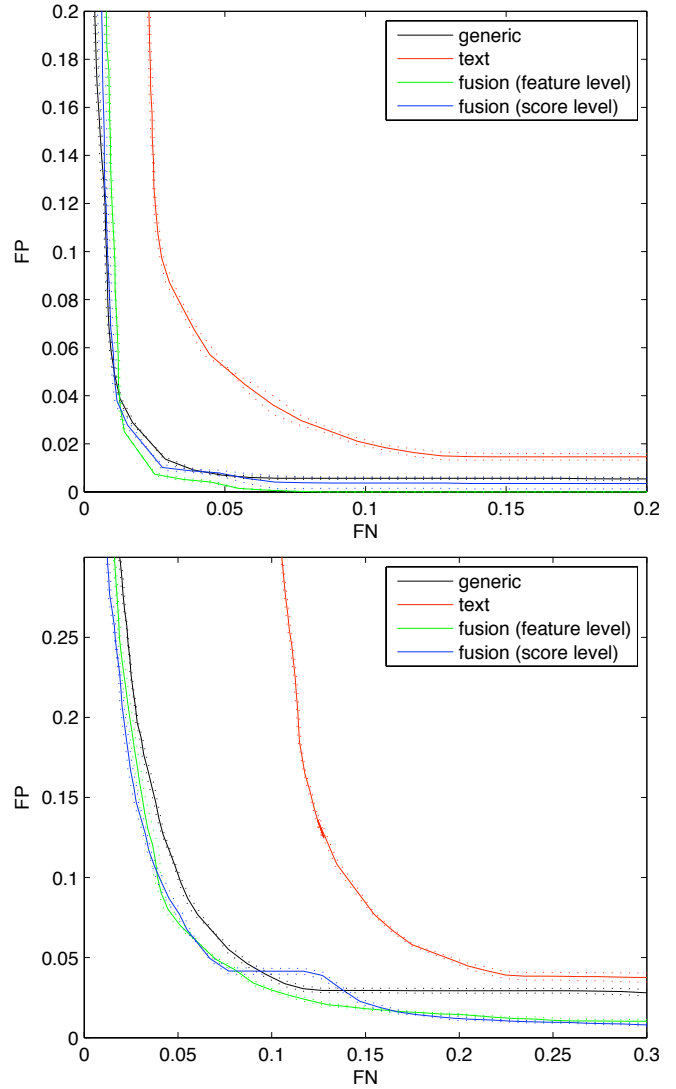 0.2
0.18
0.16
0.14
0.12
0.1
0.08
0.06
0.04
0.02
0
FP
generic
text
fusion (feature level)
fusion (score level)
0 0.05 0.1 0.15 0.2
FN
0.25
0.2
0.15
0.1
0.05
0
FP
generic
text
fusion (feature level)
fusion (score level)
0 0.05 0.1 0.15 0.2 0.25 0.3
FN